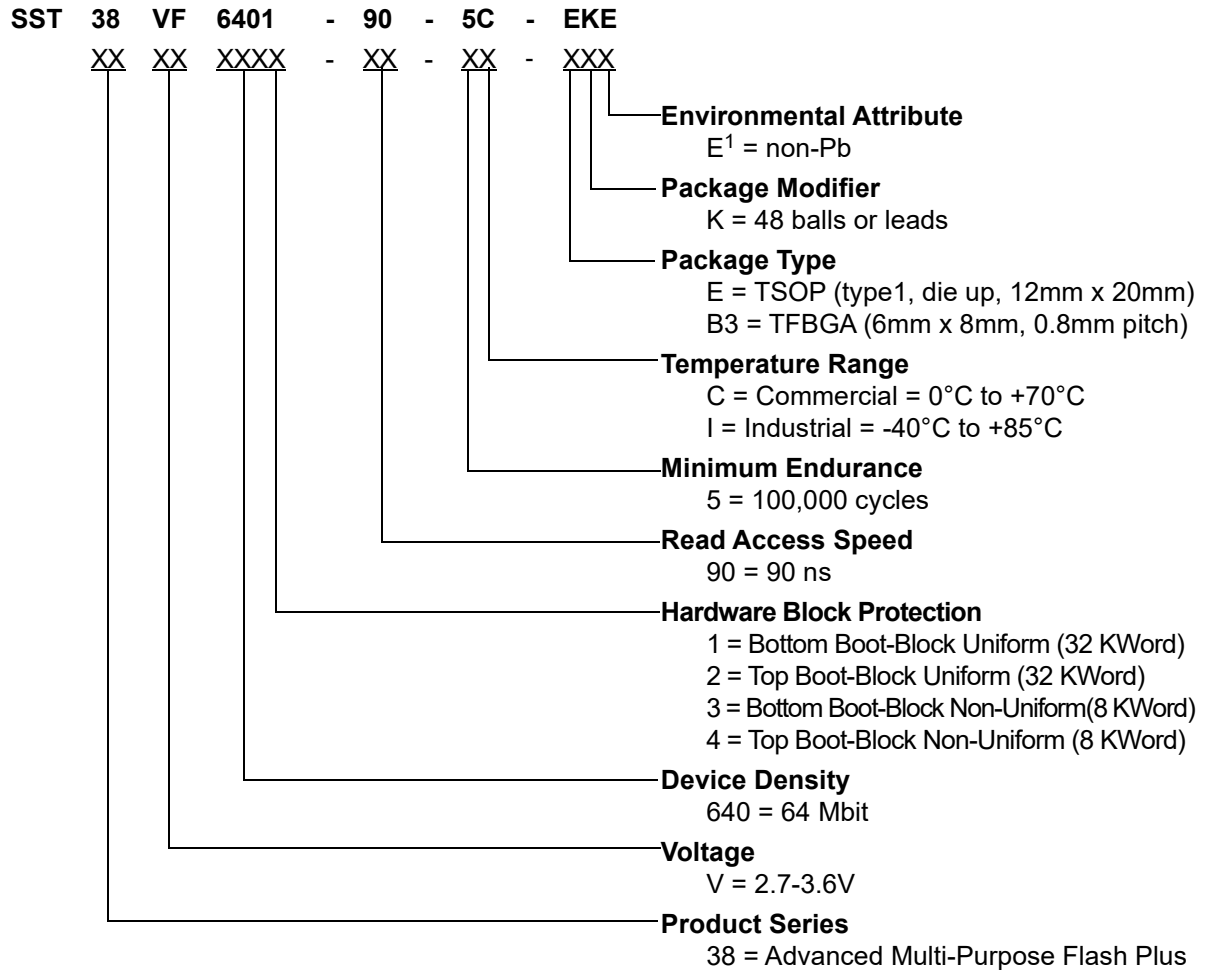 SST 38 VF 6401 - 90 - 5C - EKE
XX XX XXXX - XX - XX - XXX
Environmental Attribute
E1 = non-Pb
Package Modifier
K = 48 balls or leads
Package Type
E = TSOP (type1, die up, 12mm x 20mm)
B3 = TFBGA (6mm x 8mm, 0.8mm pitch)
Temperature Range
C = Commercial = 0°C to +70°C
I = Industrial = -40°C to +85°C
Minimum Endurance
5 = 100,000 cycles
Read Access Speed
90 = 90 ns
Hardware Block Protection
1 = Bottom Boot-Block Uniform (32 KWord)
2 = Top Boot-Block Uniform (32 KWord)
3 = Bottom Boot-Block Non-Uniform(8 KWord)
4 = Top Boot-Block Non-Uniform (8 KWord)
Device Density
640 = 64 Mbit
Voltage
V = 2.7-3.6V
Product Series
38 = Advanced Multi-Purpose Flash Plus